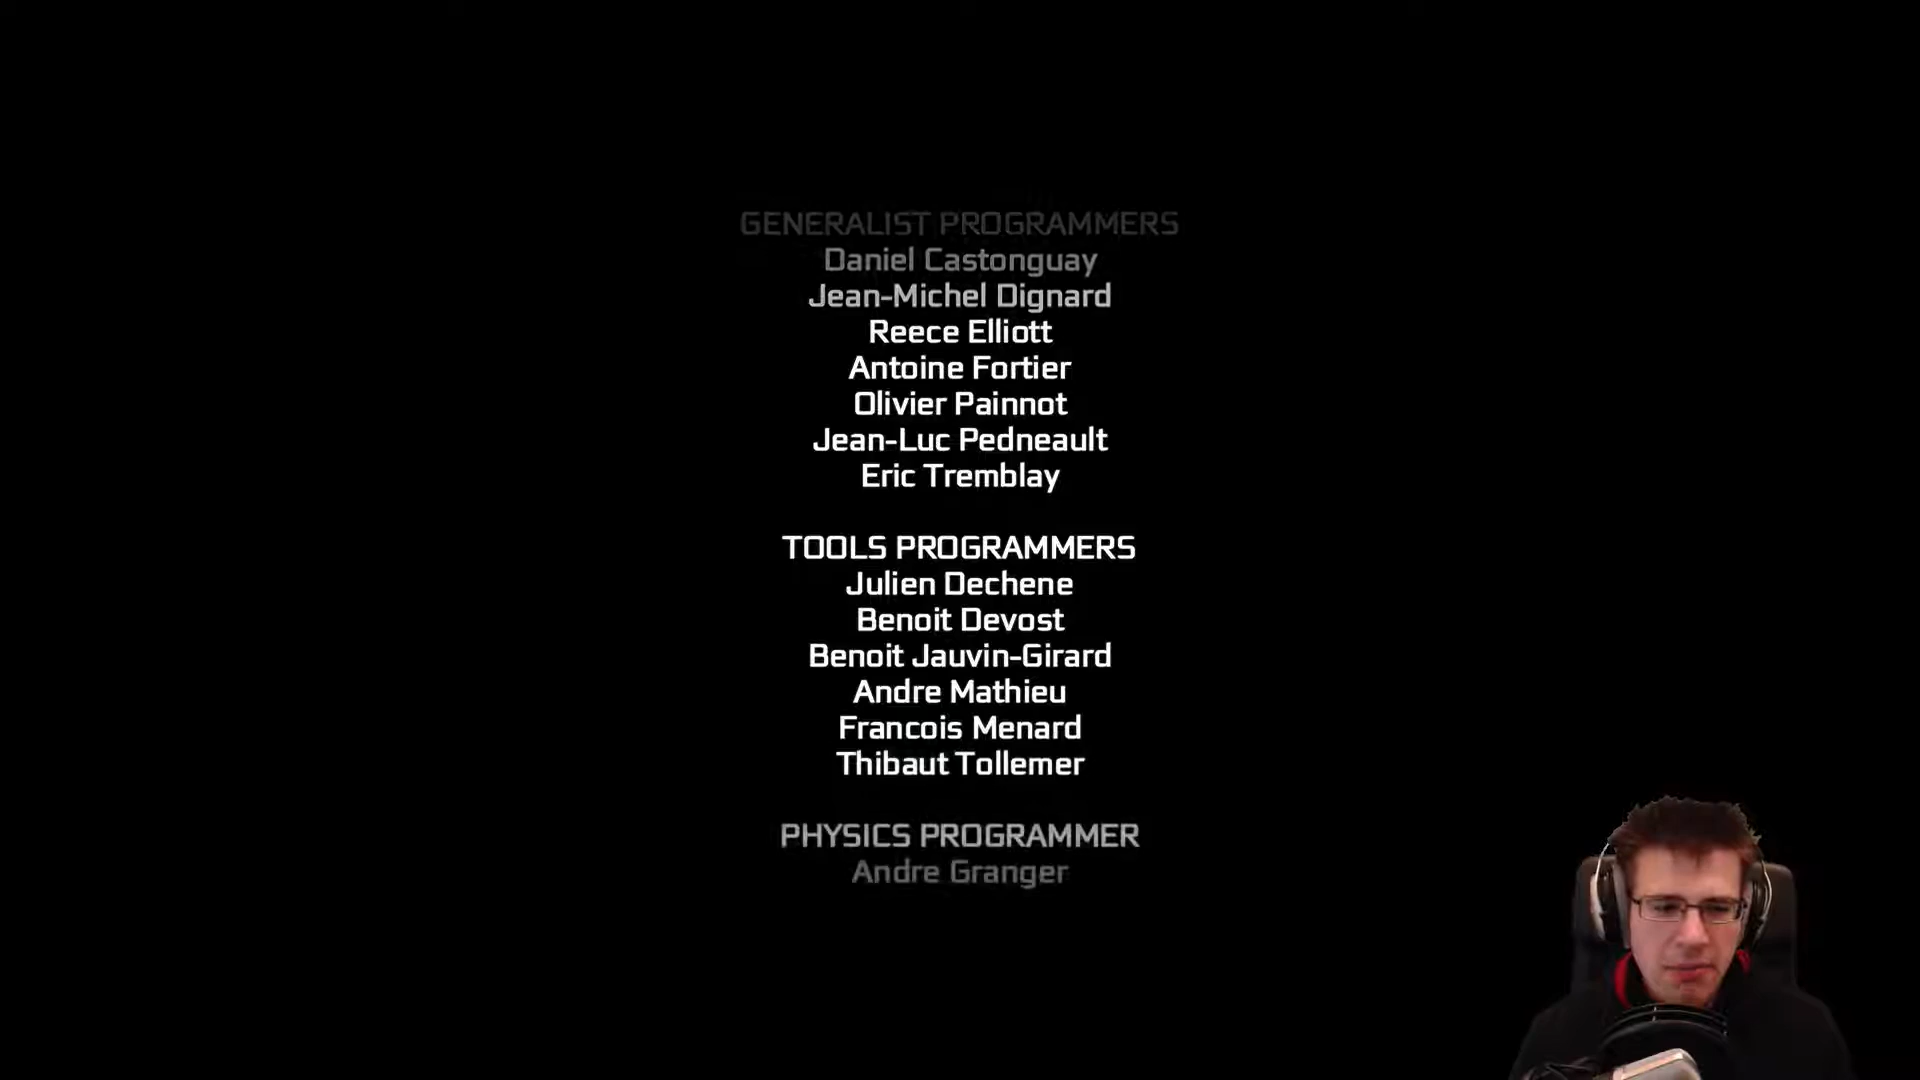 GENERALIST PROGRAMMERS
Daniel Castonguay
Jean-Michel Dignard
Reece Elliott
Antoine Fortier
Olivier Painnot
Jean-Luc Pedneault
Eric Tremblay
TOOLS PROGRAMMERS
Julien Dechene
Benoit Devost
Benoit Jauvin-Girard
Andre Mathieu
Francois Menard
Thibaut Tollemer
PHYSICS PROGRAMMER
Andre Granger